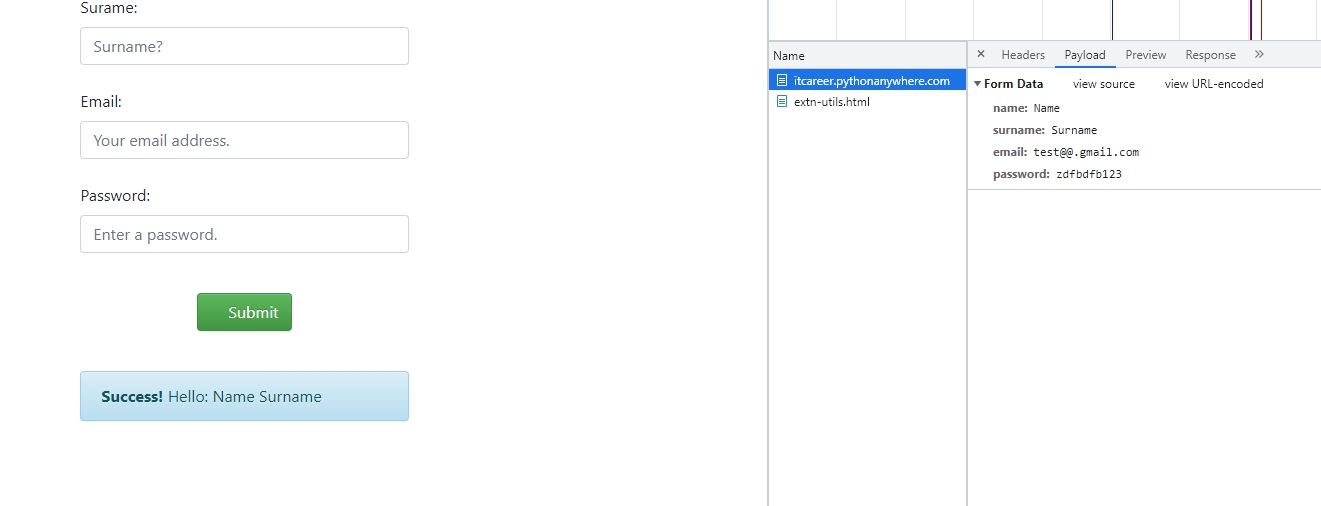 Surame:
Surname?
Email:
Your email address.
Password:
Enter a password.
Submit
Success! Hello: Name Surname
Name
itcareer.pythonanywhere.com
extn-utils.html
× Headers Payload Preview Response »
Form Data view source view URL-encoded
name: Name
surname: Surname
email: test@@.gmail.com
password: zdfbdfb123